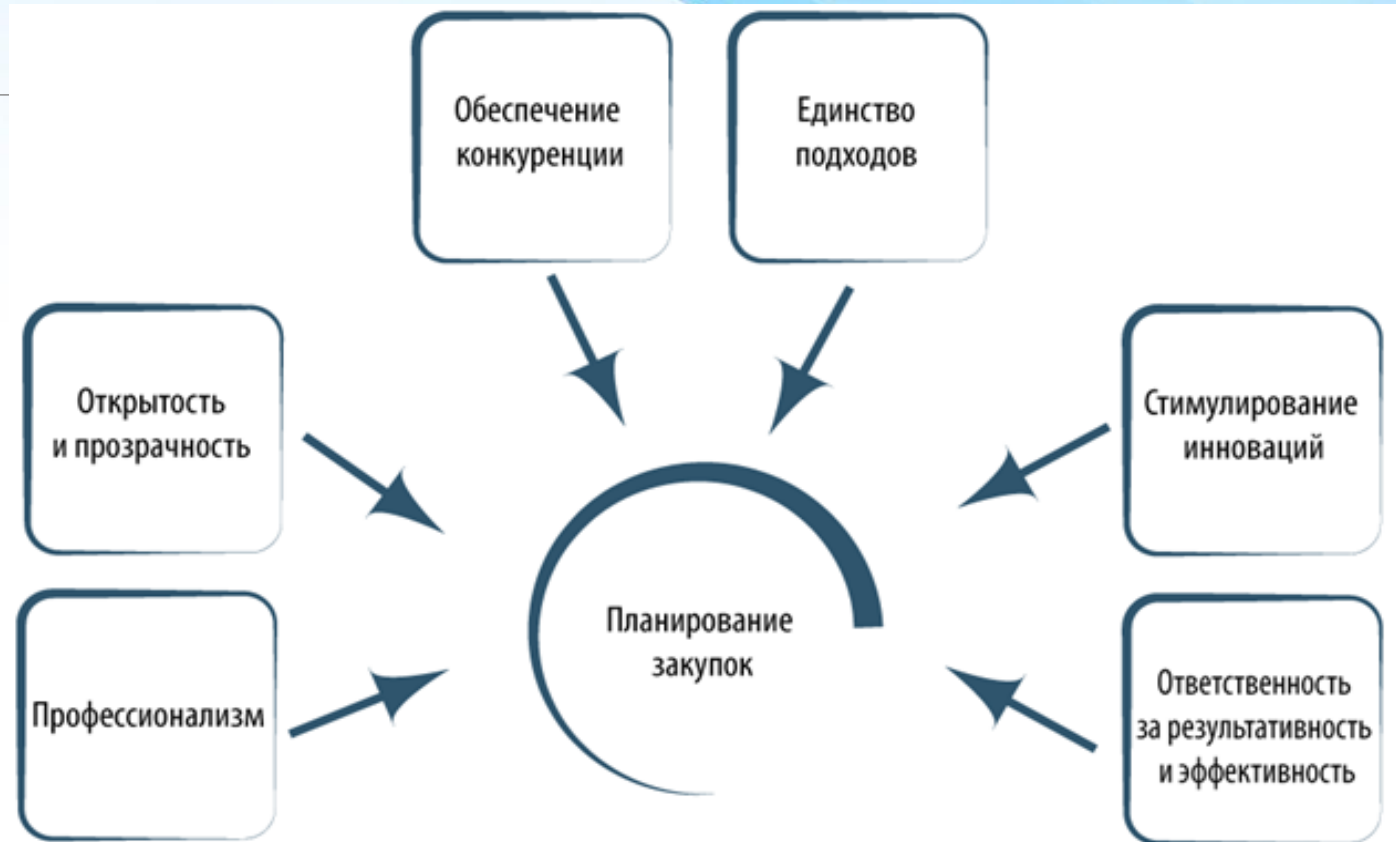 Обеспечение
конкуренции
Единство
подходов
Открытость
и прозрачность
Стимулирование
инноваций
Профессионализм
Планирование
закупок
Ответственность
за результативность
и эффективность